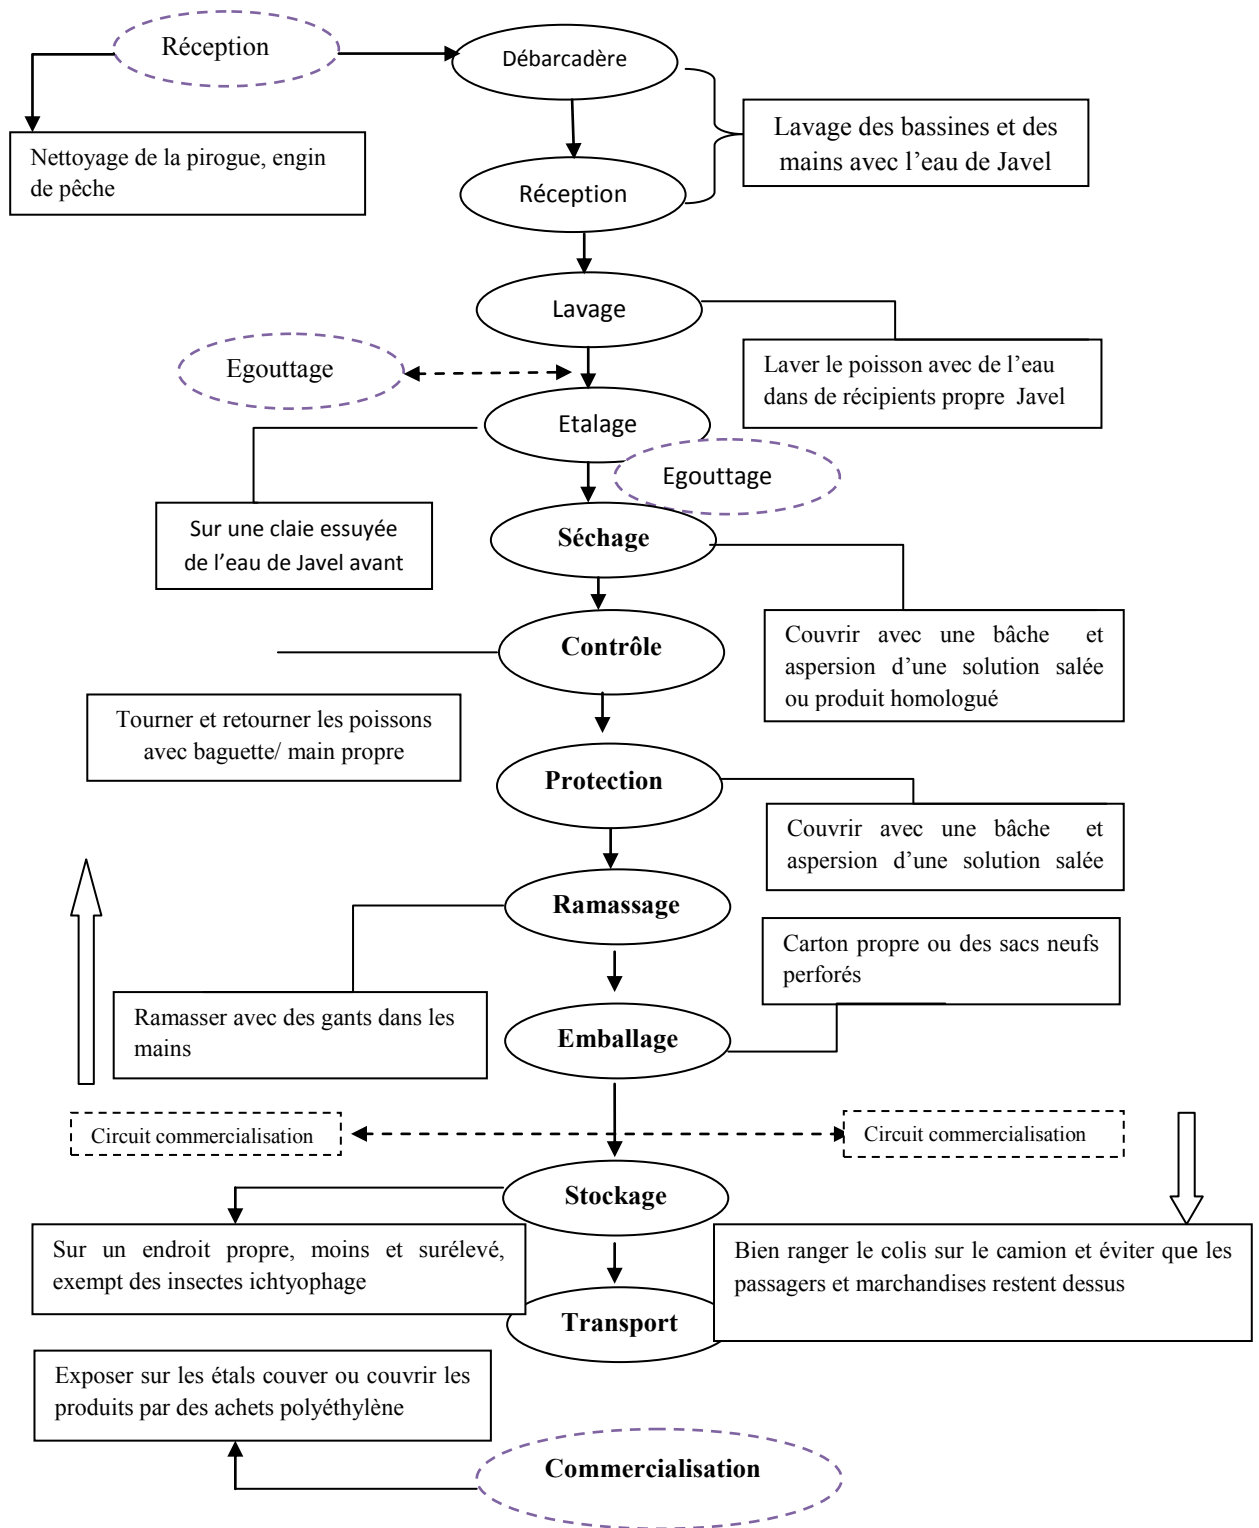 Réception
Débarcadère
Nettoyage de la pirogue, engin
de pêche
Lavage des bassines et des
mains avec l’eau de Javel
Réception
Lavage
Egouttage
Laver le poisson avec de l’eau
dans de récipients propre Javel
Etalage
Egouttage
Sur une claie essuyée
de l’eau de Javel avant
Séchage
Couvrir avec une bâche et
aspersion d’une solution salée
ou produit homologué
Contrôle
Tourner et retourner les poissons
avec baguette/ main propre
Protection
Couvrir avec une bâche et
aspersion d’une solution salée
Ramassage
Carton propre ou des sacs neufs
perforés
Ramasser avec des gants dans les
mains
Emballage
Circuit commercialisation
Circuit commercialisation
Stockage
Sur un endroit propre, moins et surélevé,
exempt des insectes ichtyophage
Bien ranger le colis sur le camion et éviter que les
passagers et marchandises restent dessus
Transport
Exposer sur les étals couver ou couvrir les
produits par des achets polyéthylène
Commercialisation